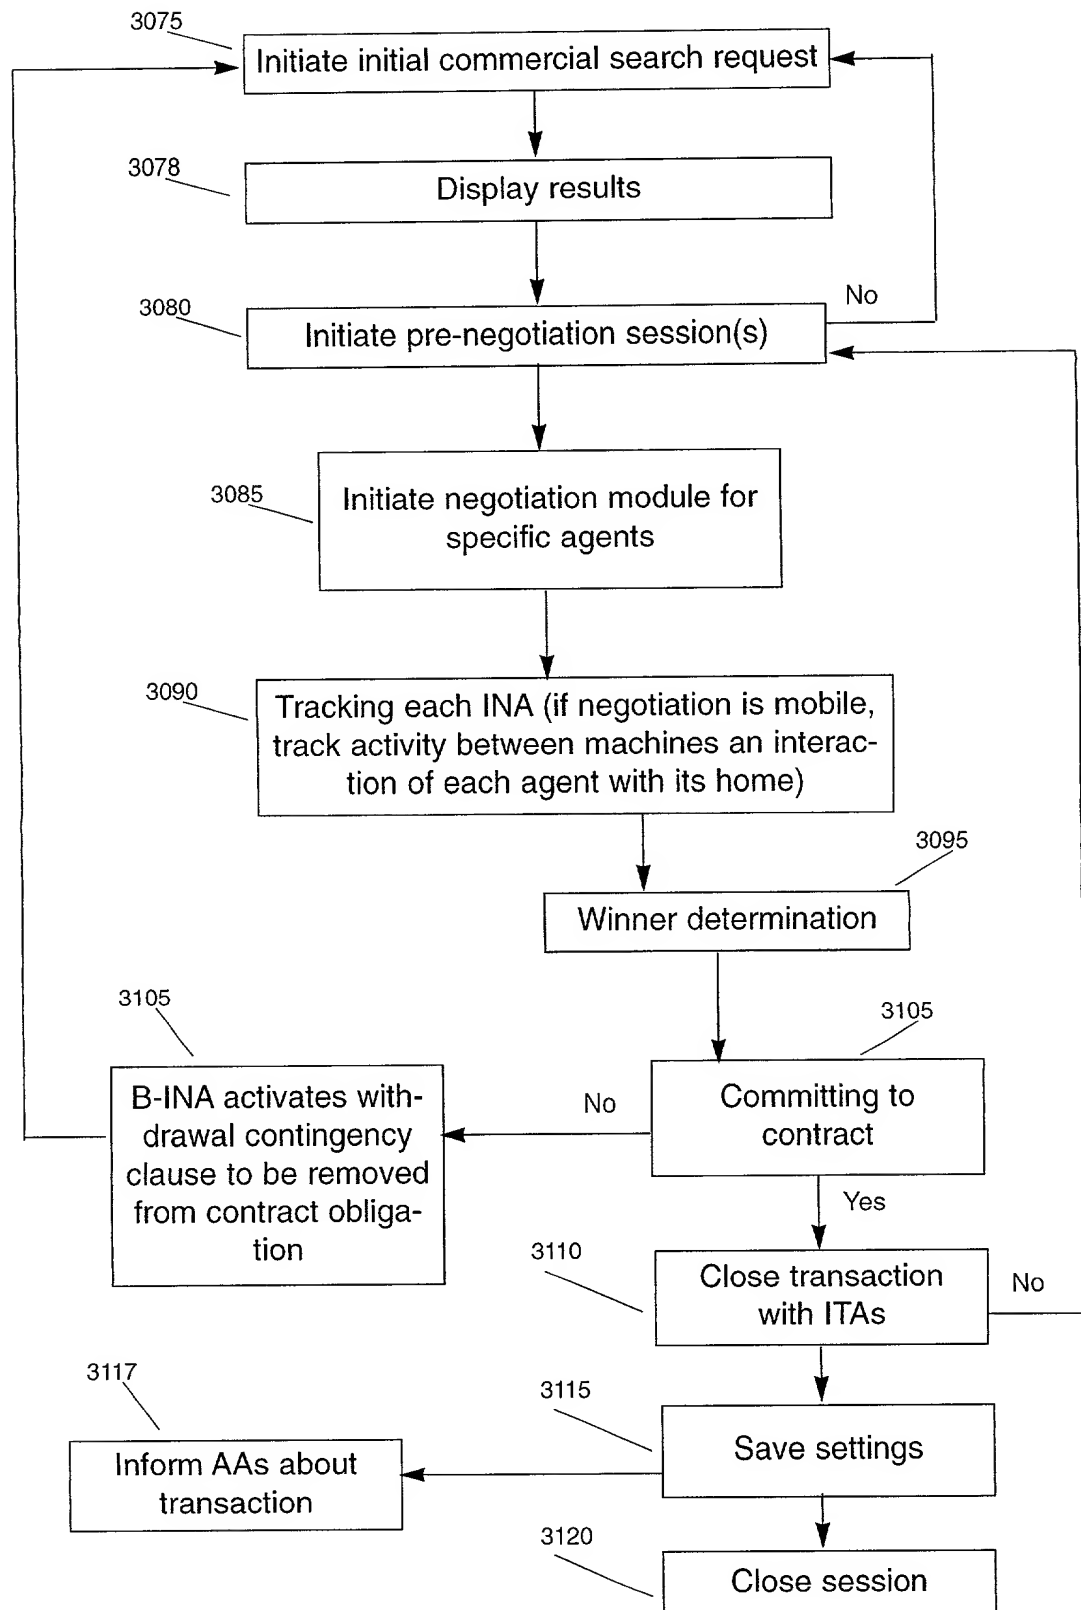 3075
Initiate initial commercial search request
3078
Display results
3080
Initiate pre-negotiation session(s)
No
3085
Initiate negotiation module for
specific agents
3090
Tracking each INA (if negotiation is mobile,
track activity between machines an interac-
tion of each agent with its home)
3095
Winner determination
3105
B-INA activates with-
drawal contingency
clause to be removed
from contract obliga-
tion
No
3105
Committing to
contract
Yes
3110
Close transaction
with ITAs
No
3117
Inform AAs about
transaction
3115
Save settings
3120
Close session